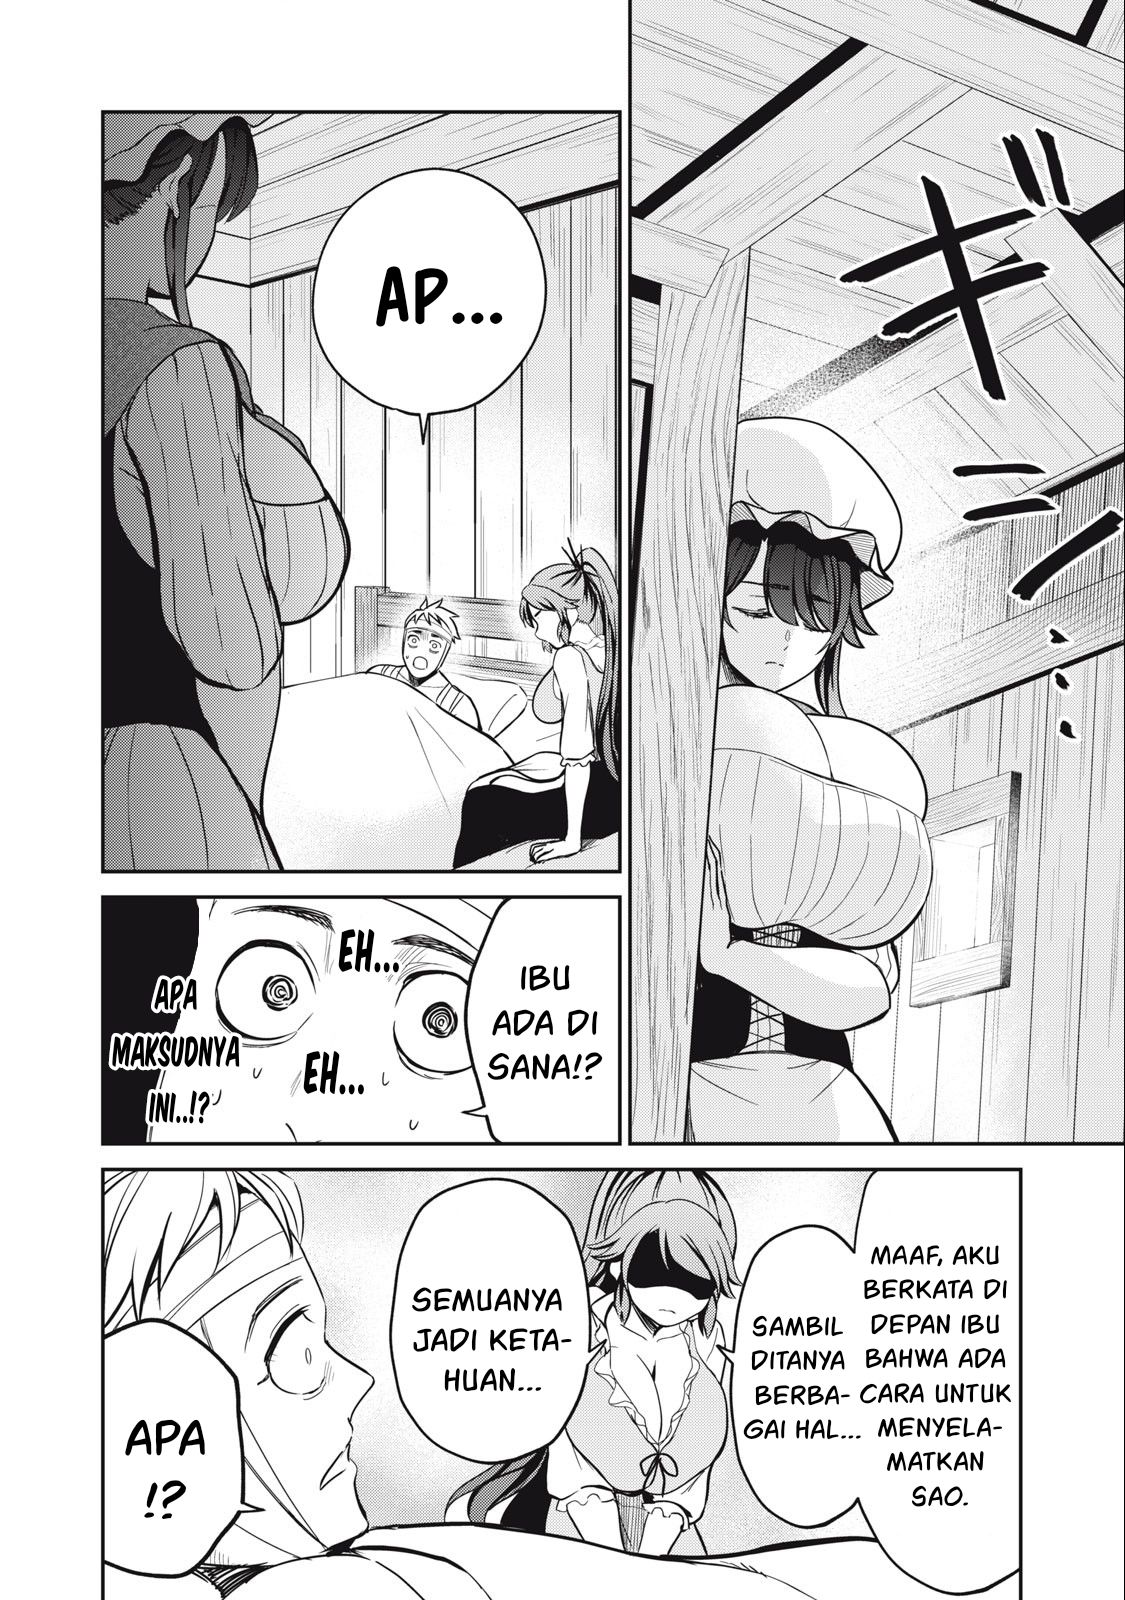 ギィ…
AP...
IBU
ADA DI
SANA!?
EH...
EH...
APA
MAKSUDNYA
INI..!?
MAAF, AKU
BERKATA DI
DEPAN IBU
BAHWA ADA
CARA UNTUK
MENYELA-
MATKAN
SAO.
SAMBIL
DITANYA
BERBA-
GAI HAL...
SEMUANYA
JADI KETA-
HUAN...
APA
!?